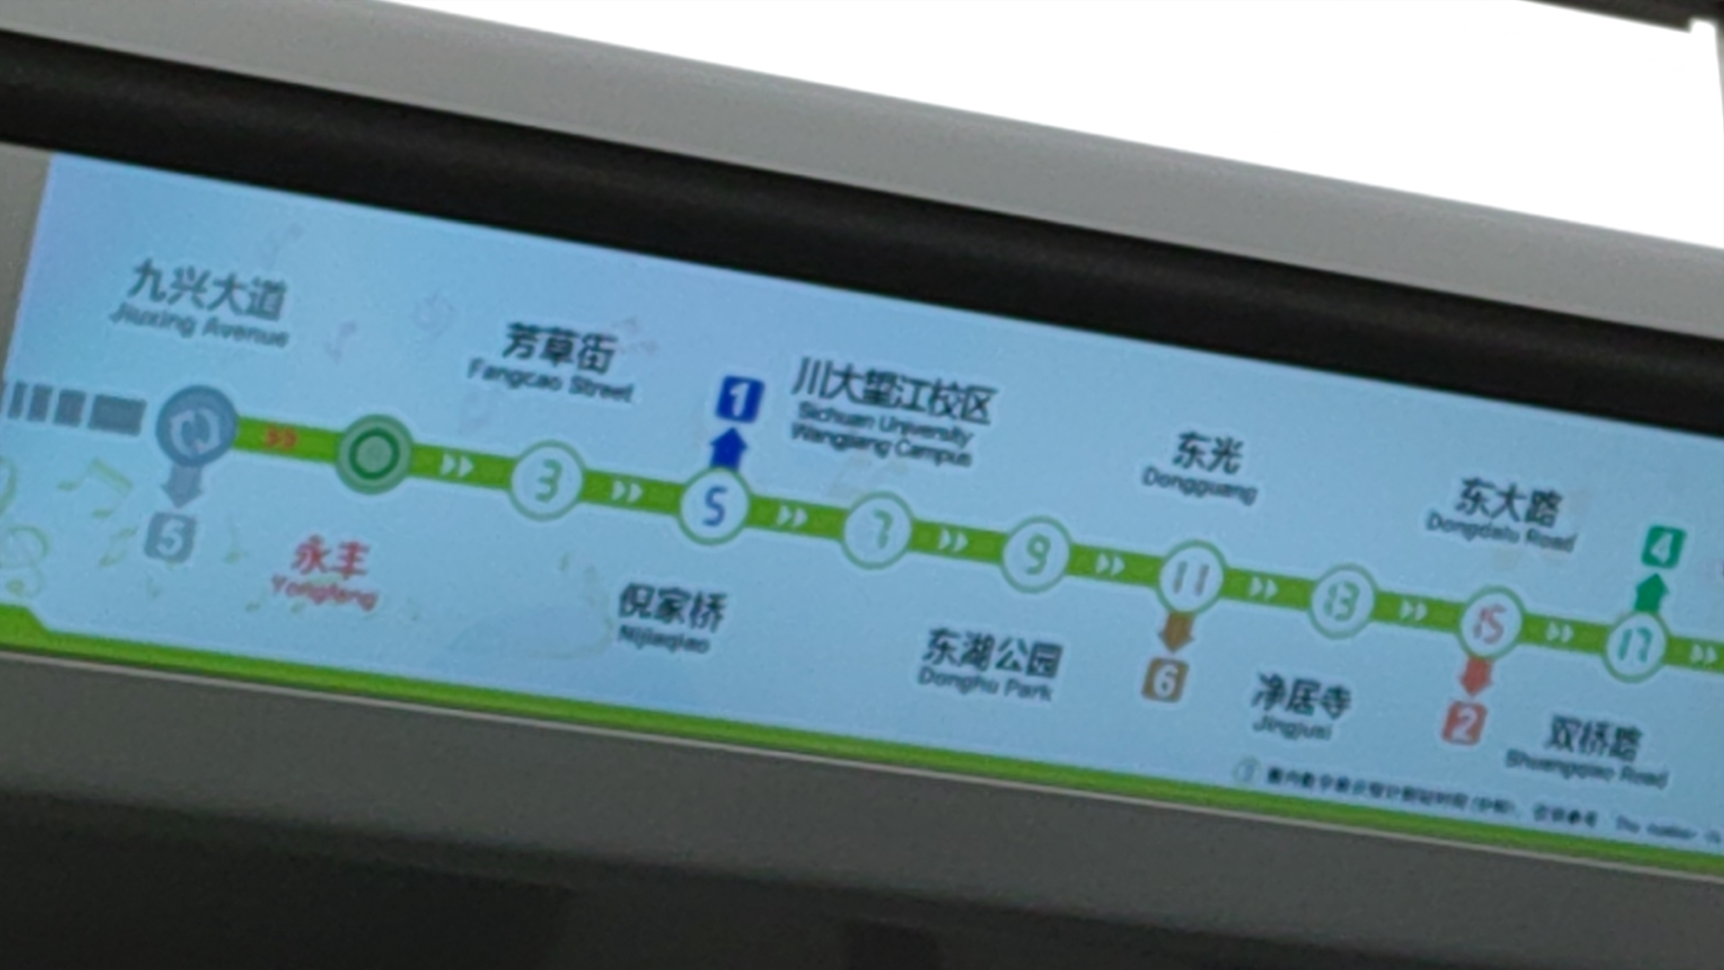 九兴大道
Jiuxing Avenue
5
永丰
Yongfeng
芳草街
Fangcao Street
3
1
5
倪家桥
Nijiaqiao
川大望江校区
Sichuan University
Wangjiang Campus
7
9
东湖公园
Donghu Park
东光
Dongguang
11
6
13
净居寺
Jingjusi
东大路
Dongdalu Road
15
2
4
17
双桥路
Shuangqiao Road